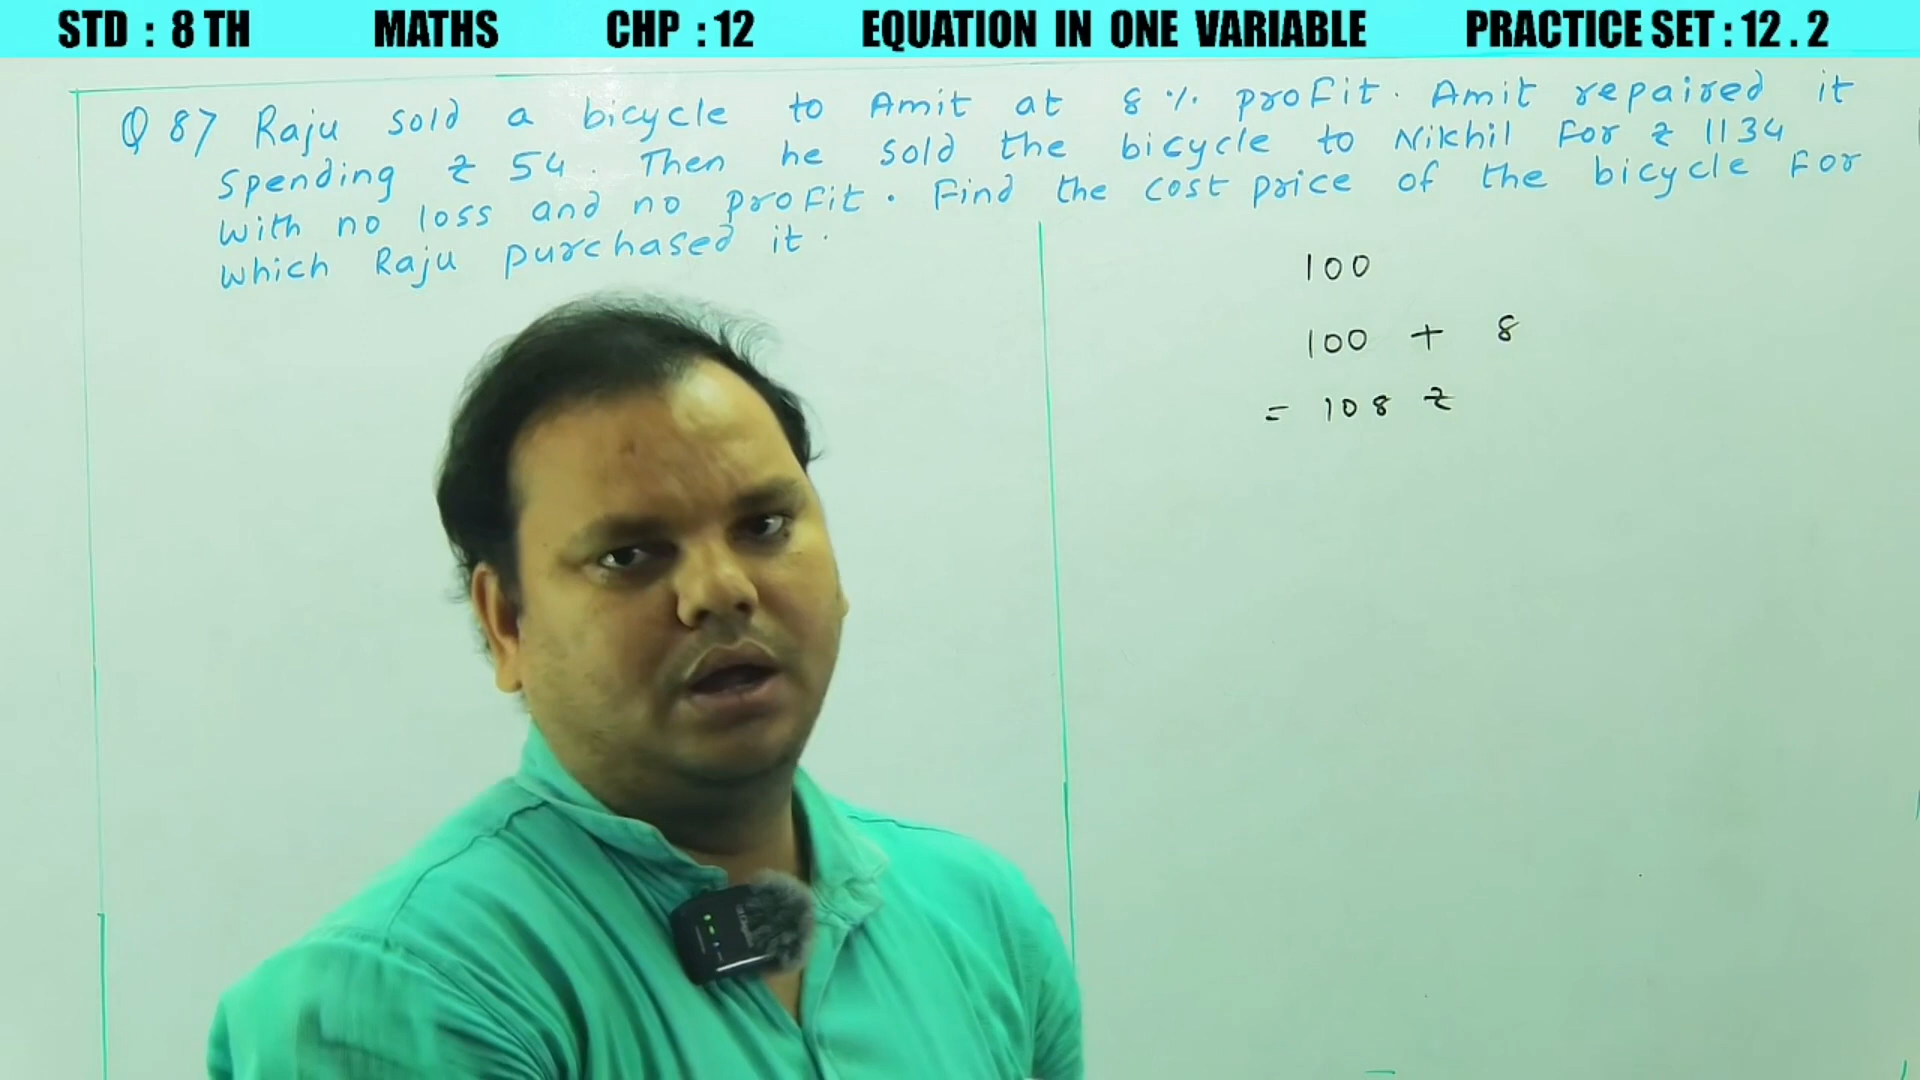 STD : 8 TH MATHS CHP : 12 EQUATION IN ONE VARIABLE PRACTICE SET : 12 . 2
Q 8) Raju sold a bicycle to Amit at 8 % profit. Amit repaired it
spending ₹ 54. Then he sold the bicycle to Nikhil for ₹ 1134
with no loss and no profit. Find the cost price of the bicycle for
which Raju purchased it.
100
100 + 8
= 108 ₹